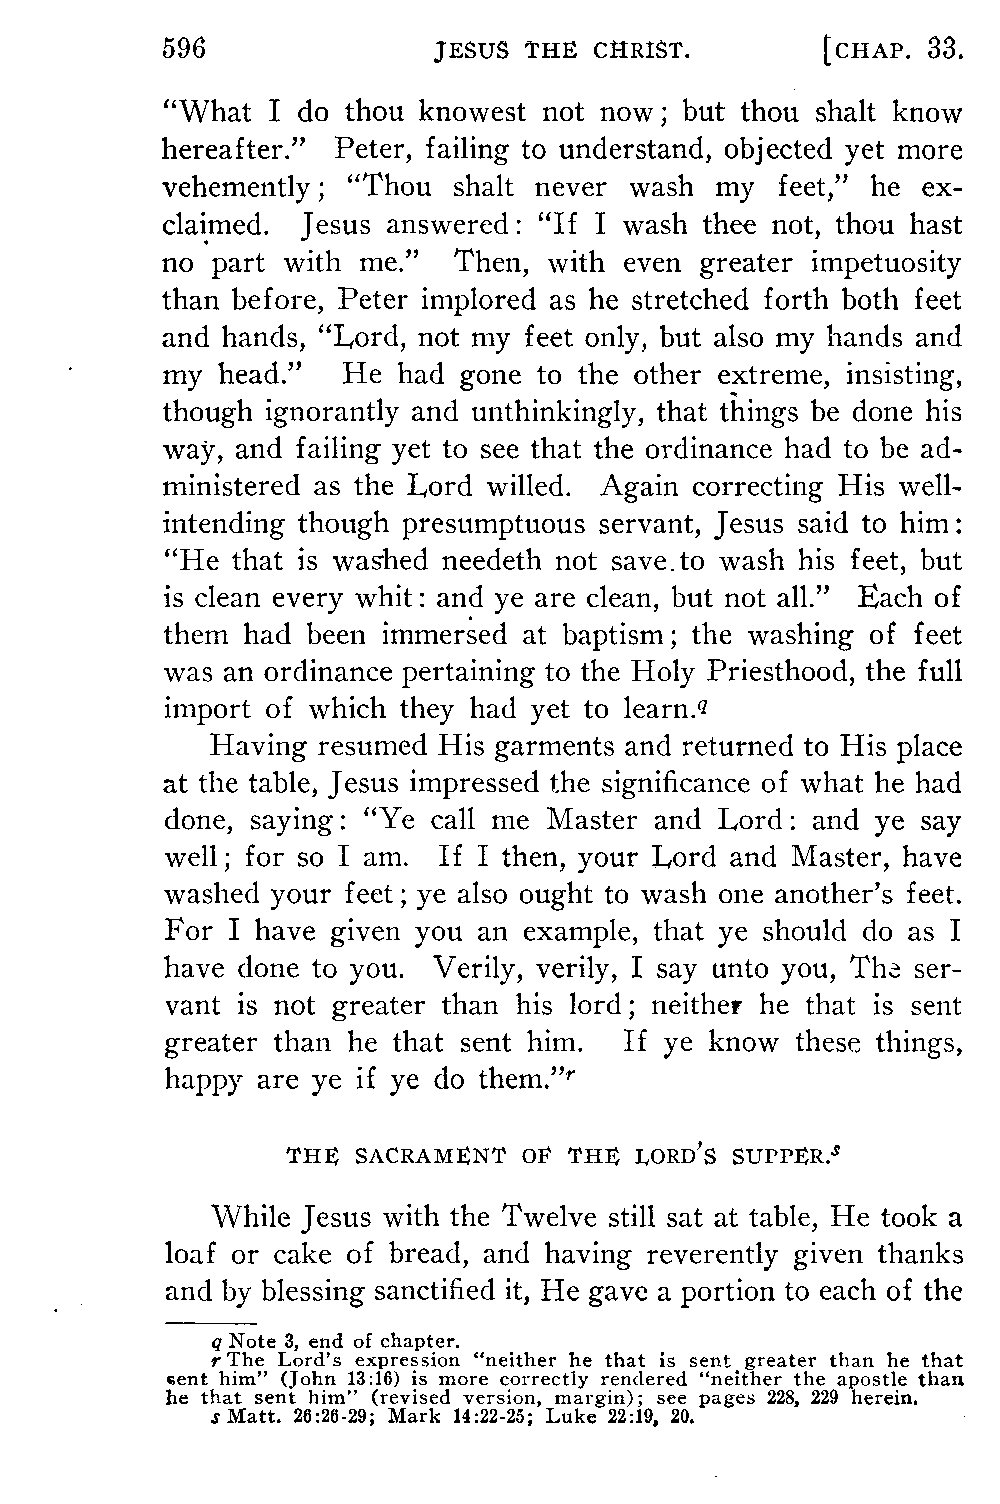 596 JESUS THE CHRIST. [CHAP. 33.
“What I do thou knowest not now; but thou shalt know
hereafter.” Peter, failing to understand, objected yet more
vehemently; “Thou shalt never wash my feet,” he ex-
claimed. Jesus answered: “If I wash thee not, thou hast
no part with me.” Then, with even greater impetuosity
than before, Peter implored as he stretched forth both feet
and hands, “Lord, not my feet only, but also my hands and
my head.” He had gone to the other extreme, insisting,
though ignorantly and unthinkingly, that things be done his
way, and failing yet to see that the ordinance had to be ad-
ministered as the Lord willed. Again correcting His well-
intending though presumptuous servant, Jesus said to him:
“He that is washed needeth not save to wash his feet, but
is clean every whit: and ye are clean, but not all.” Each of
them had been immersed at baptism; the washing of feet
was an ordinance pertaining to the Holy Priesthood, the full
import of which they had yet to learn.q
Having resumed His garments and returned to His place
at the table, Jesus impressed the significance of what he had
done, saying: “Ye call me Master and Lord: and ye say
well; for so I am. If I then, your Lord and Master, have
washed your feet; ye also ought to wash one another’s feet.
For I have given you an example, that ye should do as I
have done to you. Verily, verily, I say unto you, The ser-
vant is not greater than his lord; neither he that is sent
greater than he that sent him. If ye know these things,
happy are ye if ye do them.”r
THE SACRAMENT OF THE LORD’S SUPPER.s
While Jesus with the Twelve still sat at table, He took a
loaf or cake of bread, and having reverently given thanks
and by blessing sanctified it, He gave a portion to each of the
q Note 3, end of chapter.
r The Lord’s expression “neither he that is sent greater than he that
sent him” (John 13:16) is more correctly rendered “neither the apostle than
he that sent him” (revised version, margin); see pages 228, 229 herein.
s Matt. 26:26-29; Mark 14:22-25; Luke 22:19, 20.